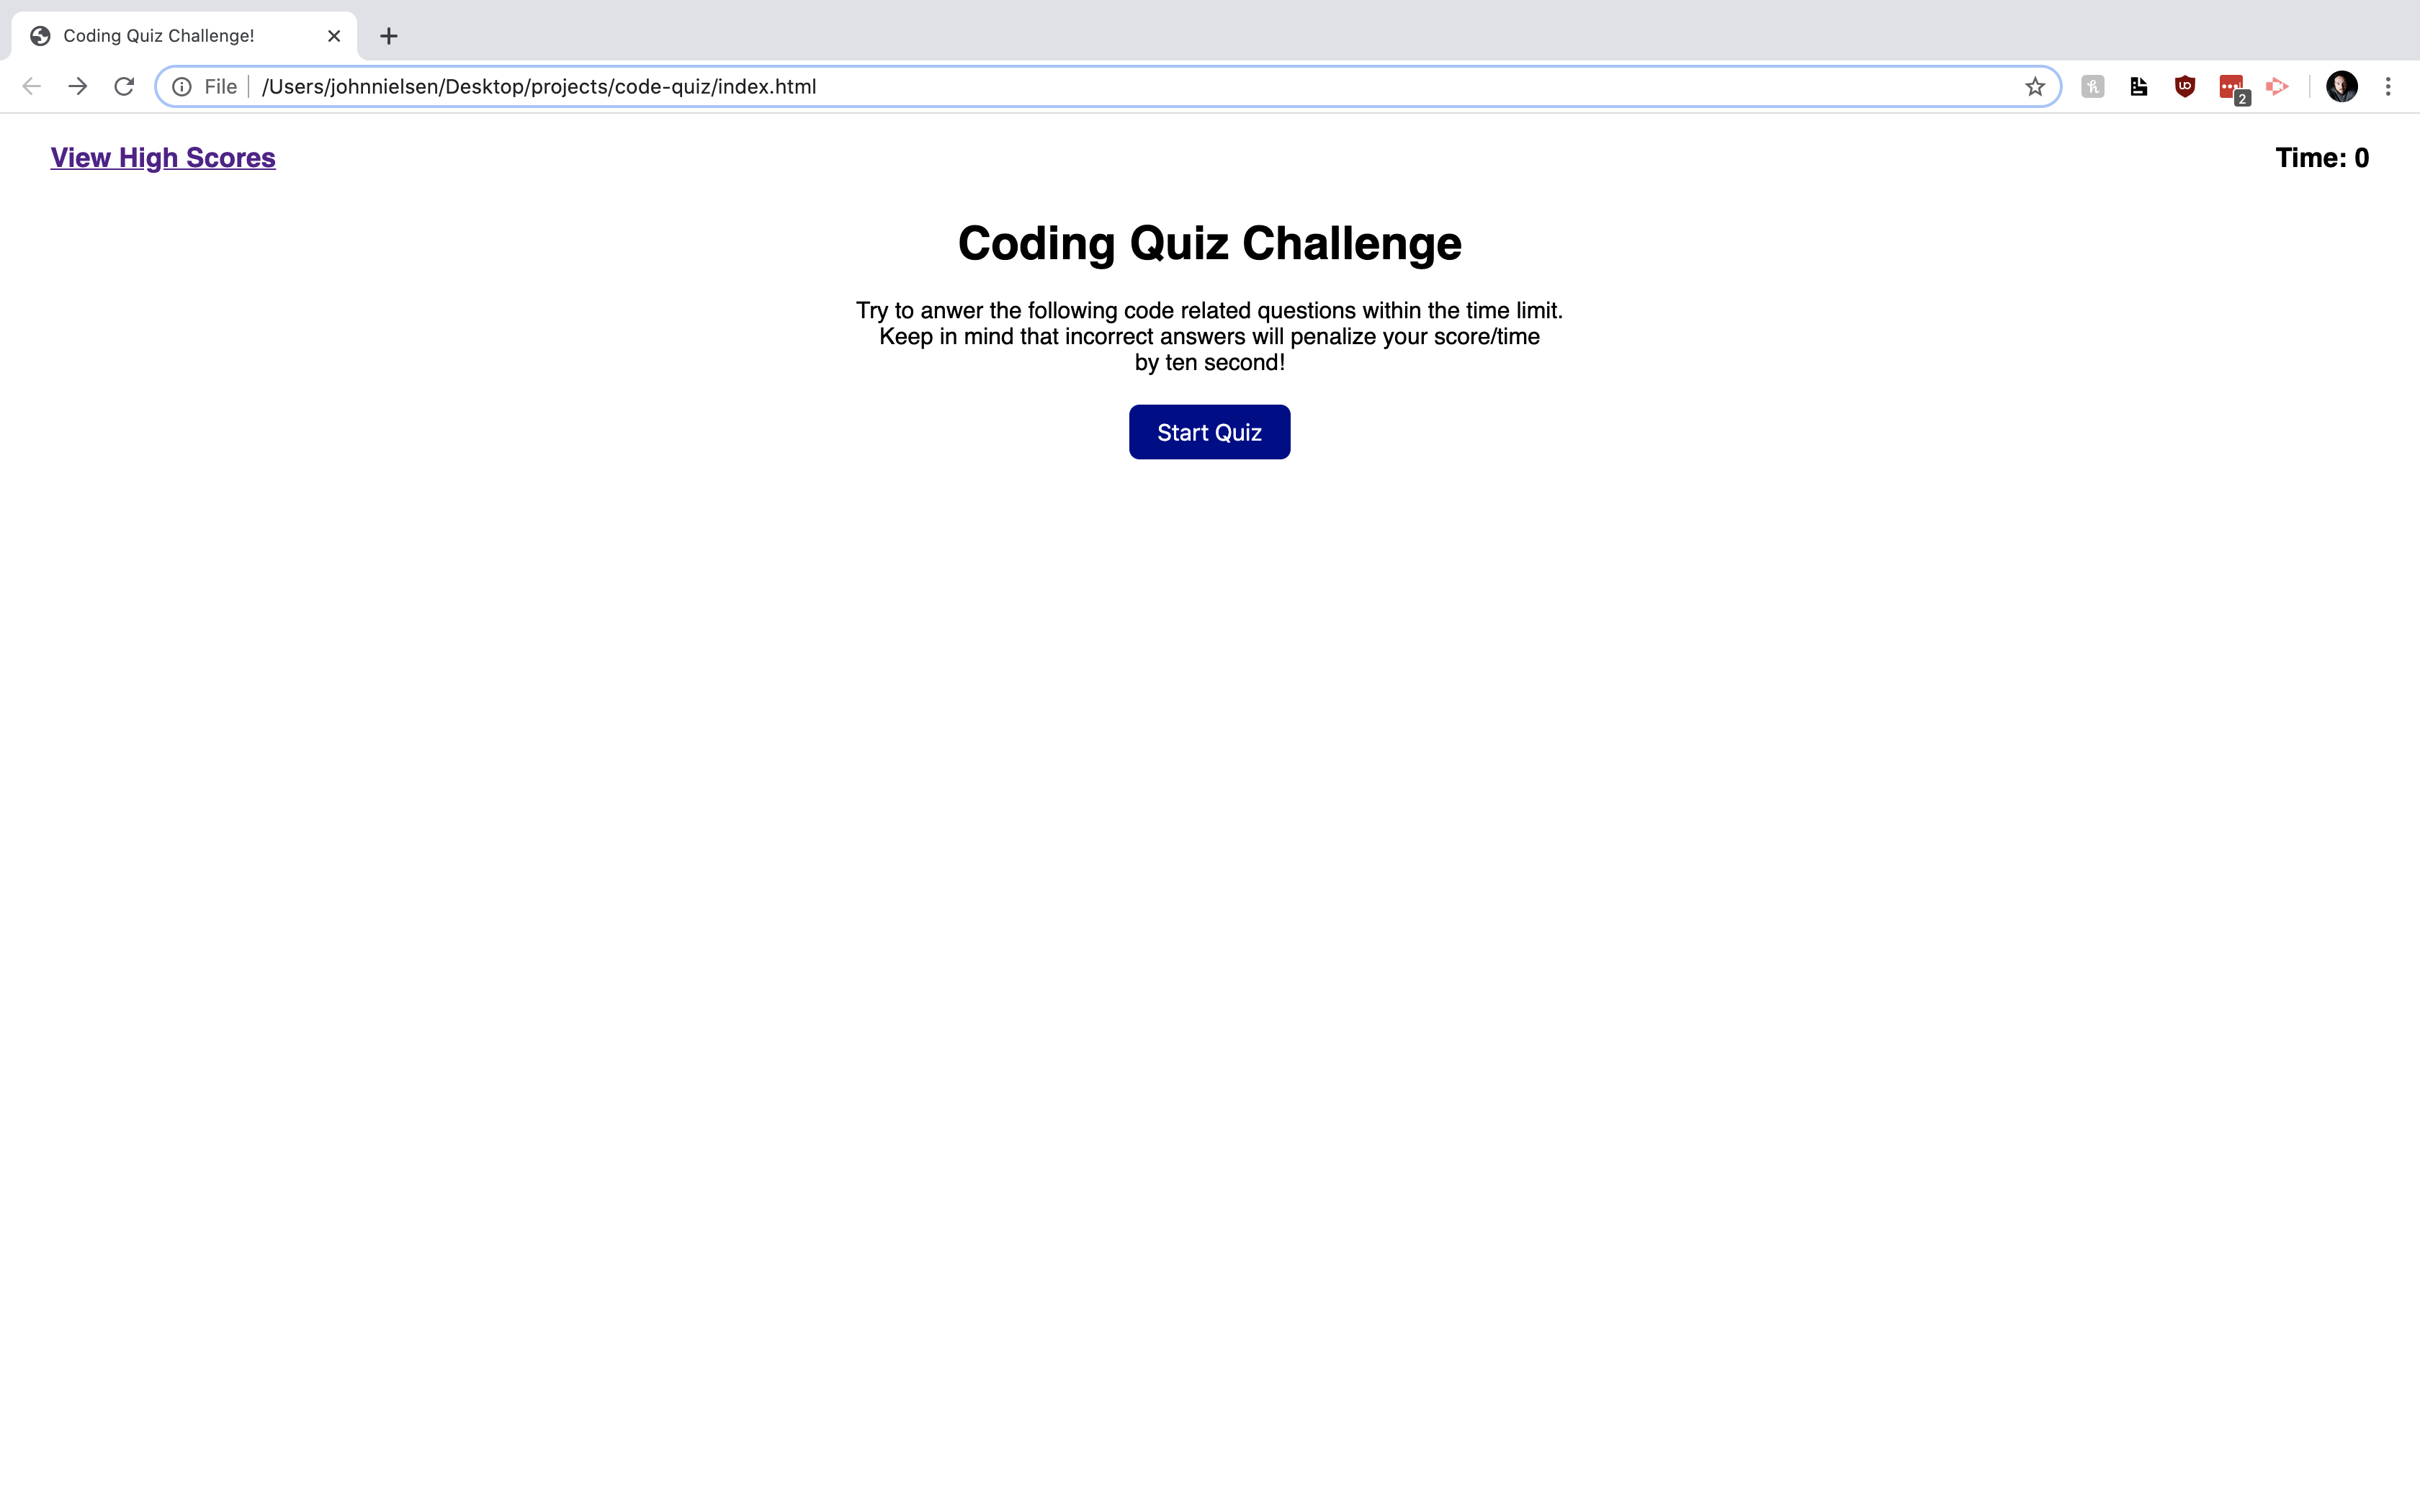 Coding Quiz Challenge!
File /Users/johnnielsen/Desktop/projects/code-quiz/index.html
2
View High Scores
Time: 0
Coding Quiz Challenge
Try to anwer the following code related questions within the time limit.
Keep in mind that incorrect answers will penalize your score/time
by ten second!
Start Quiz